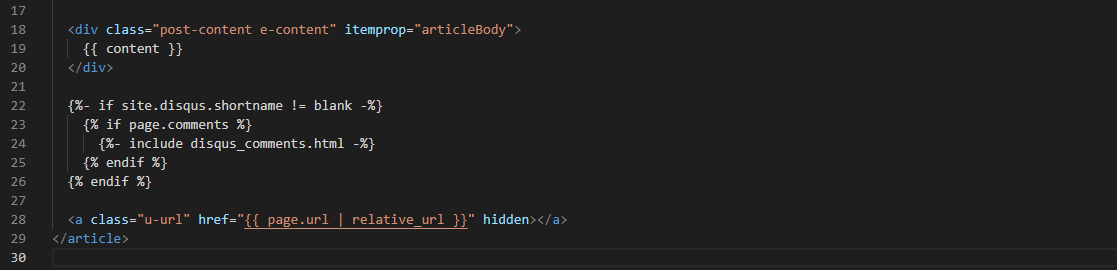 17
18 <div class="post-content e-content" itemprop="articleBody">
19 {{ content }}
20 </div>
21
22 {%- if site.disqus.shortname != blank -%}
23 {% if page.comments %}
24 {%- include disqus_comments.html -%}
25 {% endif %}
26 {% endif %}
27
28 <a class="u-url" href="{{ page.url | relative_url }}" hidden></a>
29 </article>
30